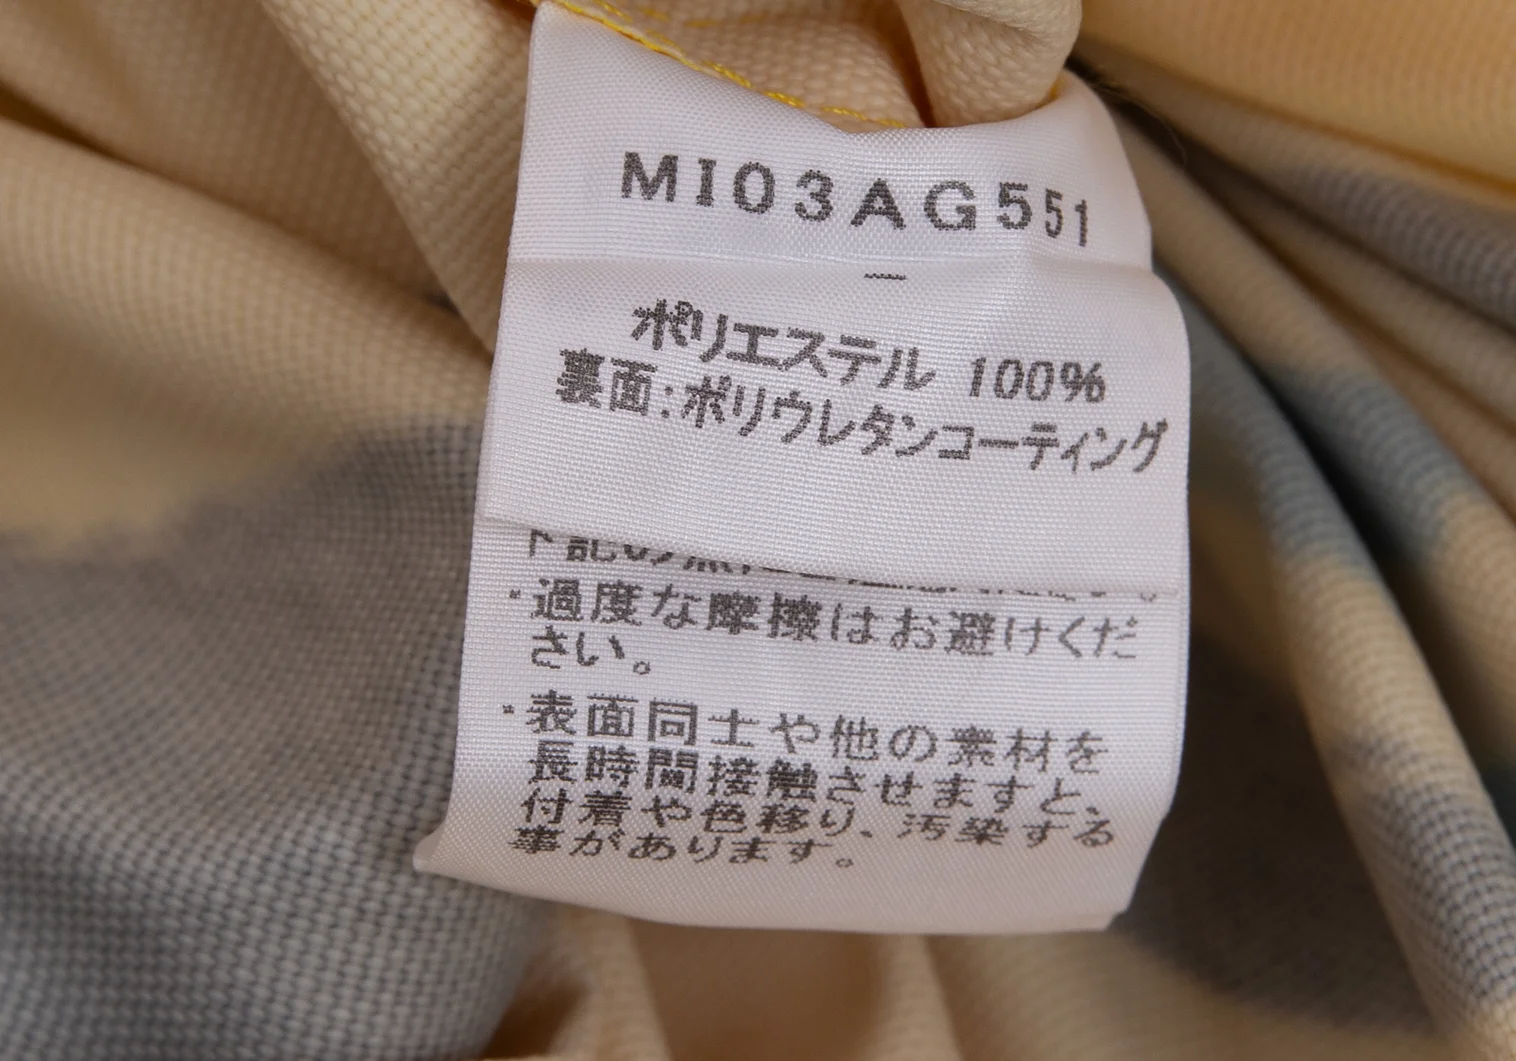 MI03AG551
–
ポリエステル 100%
裏面:ポリウレタンコーティング
・過度な摩擦はお避けくだ
さい。
・表面同士や他の素材を
長時間接触させますと、
付着や色移り、汚染する
事があります。